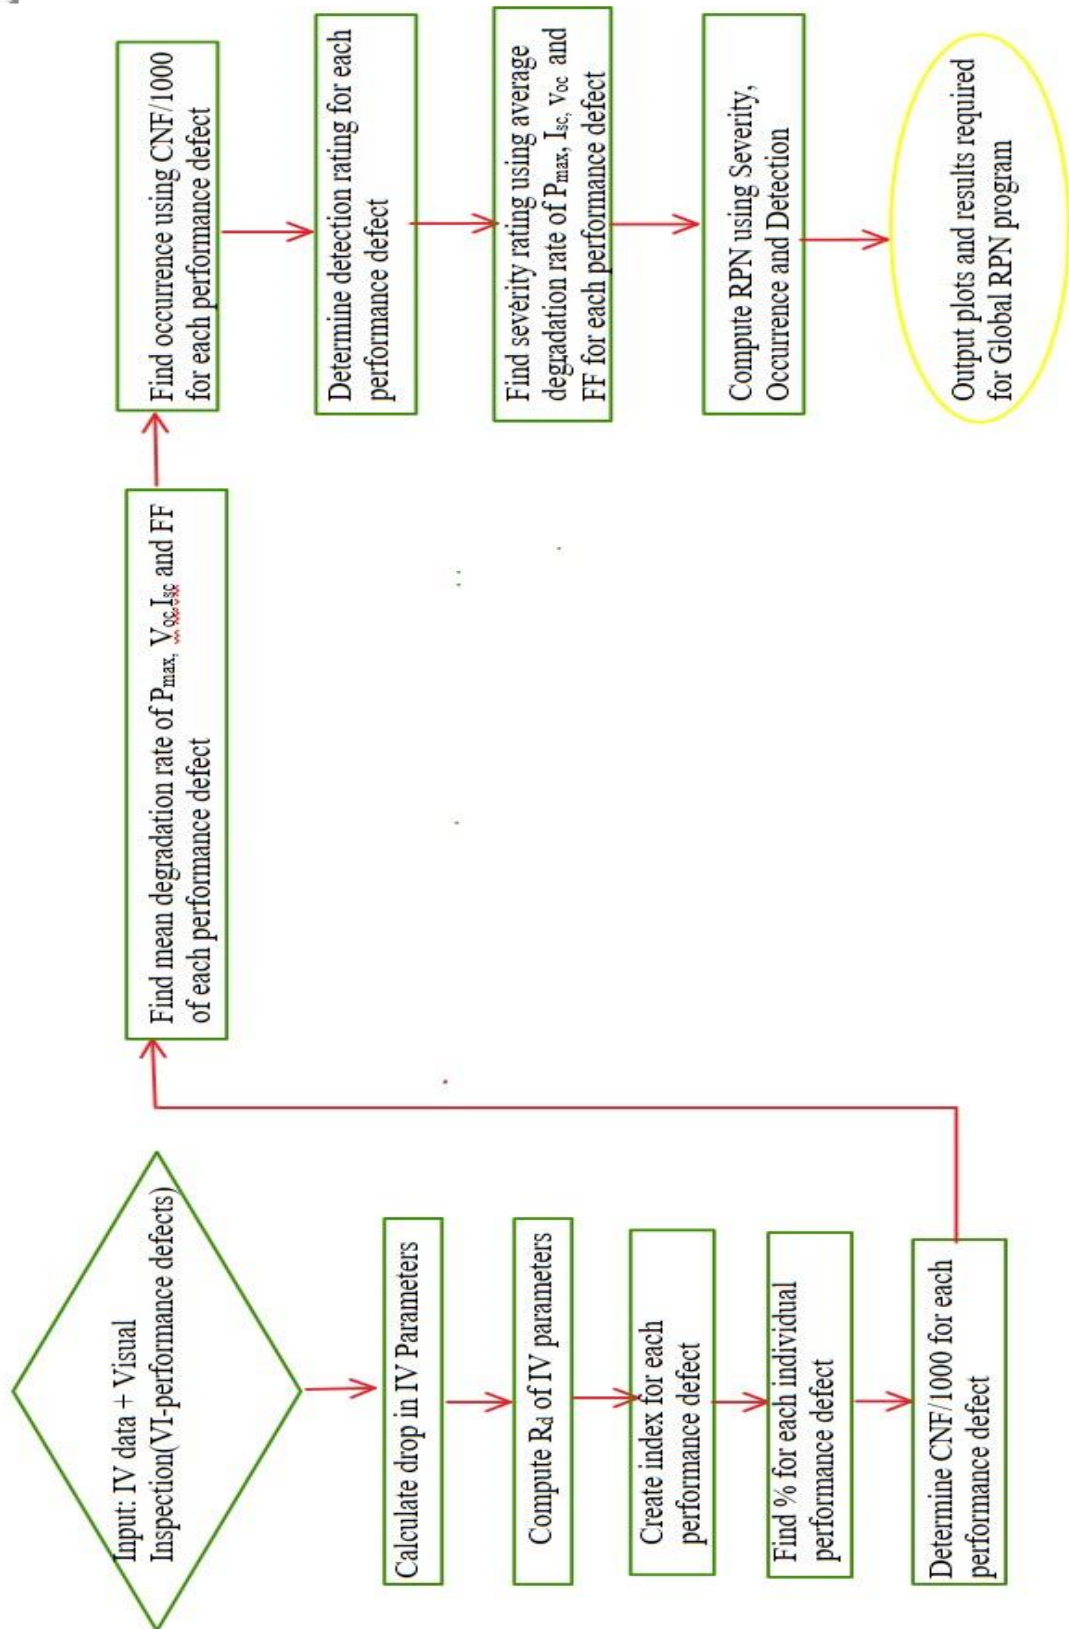 Input: IV data + Visual
Inspection(VI-performance defects)
Calculate drop in IV Parameters
Compute Rd of IV parameters
Create index for each
performance defect
Find % for each individual
performance defect
Determine CNF/1000 for each
performance defect
Find mean degradation rate of Pmax, Voc,Isc and FF
of each performance defect
Find occurrence using CNF/1000
for each performance defect
Determine detection rating for each
performance defect
Find severity rating using average
degradation rate of Pmax, Isc, Voc and
FF for each performance defect
Compute RPN using Severity,
Occurrence and Detection
Output plots and results required
for Global RPN program